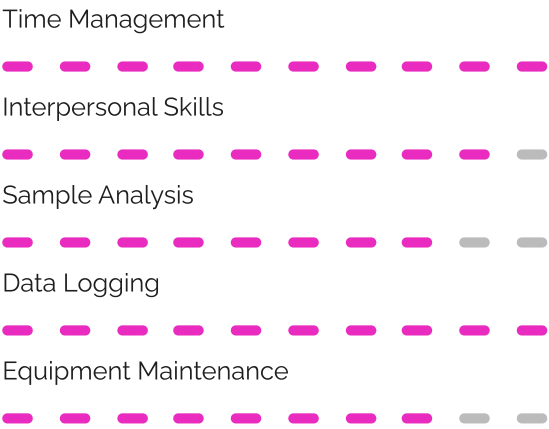 Time Management
Interpersonal Skills
Sample Analysis
Data Logging
Equipment Maintenance